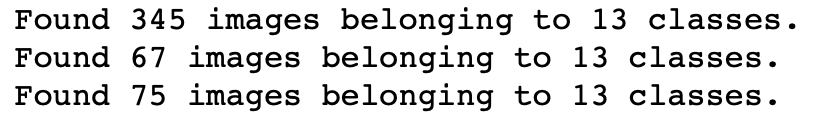 Found 345 images belonging to 13 classes.
Found 67 images belonging to 13 classes.
Found 75 images belonging to 13 classes.